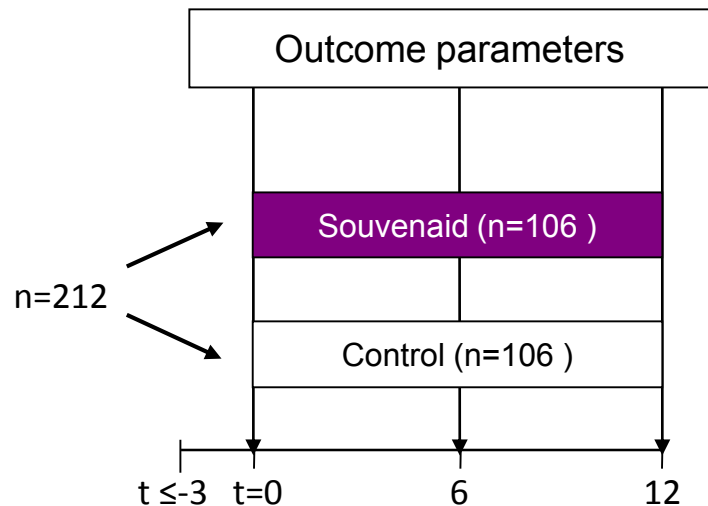 Outcome parameters
Souvenaid (n=106 )
n=212
Control (n=106 )
t ≤-3 t=0 6 12